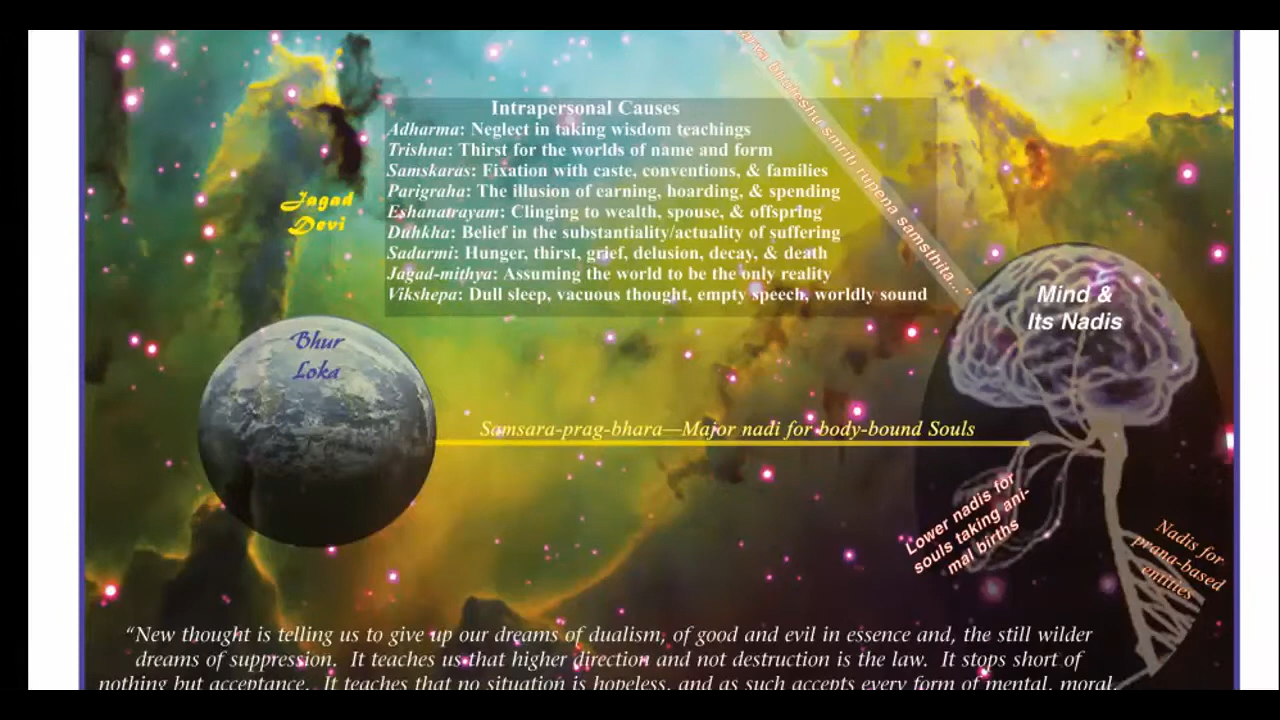 Intrapersonal Causes
Adharma: Neglect in taking wisdom teachings
Trishna: Thirst for the worlds of name and form
Samskaras: Fixation with caste, conventions, & families
Parigraha: The illusion of earning, hoarding, & spending
Eshanatrayam: Clinging to wealth, spouse, & offspring
Duhkha: Belief in the substantiality/actuality of suffering
Sadurmi: Hunger, thirst, grief, delusion, decay, & death
Jagad-mithya: Assuming the world to be the only reality
Vikshepa: Dull sleep, vacuous thought, empty speech, worldly sound
bhuteshu smriti rupena samsthita..."
Jagad
Devi
Bhur
Loka
Mind &
Its Nadis
Samsara-prag-bhara—Major nadi for body-bound Souls
Lower nadis for
souls taking ani-
mal births
Nadis for
prana-based
entities
“New thought is telling us to give up our dreams of dualism, of good and evil in essence and, the still wilder
dreams of suppression. It teaches us that higher direction and not destruction is the law. It stops short of
nothing but acceptance. It teaches that no situation is hopeless, and as such accepts every form of mental, moral,